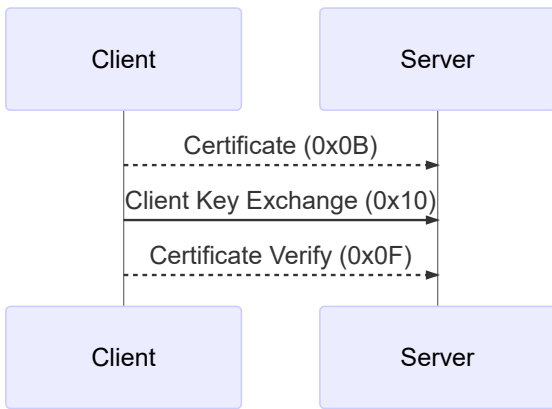 Client
Server
Certificate (0x0B)
Client Key Exchange (0x10)
Certificate Verify (0x0F)
Client
Server